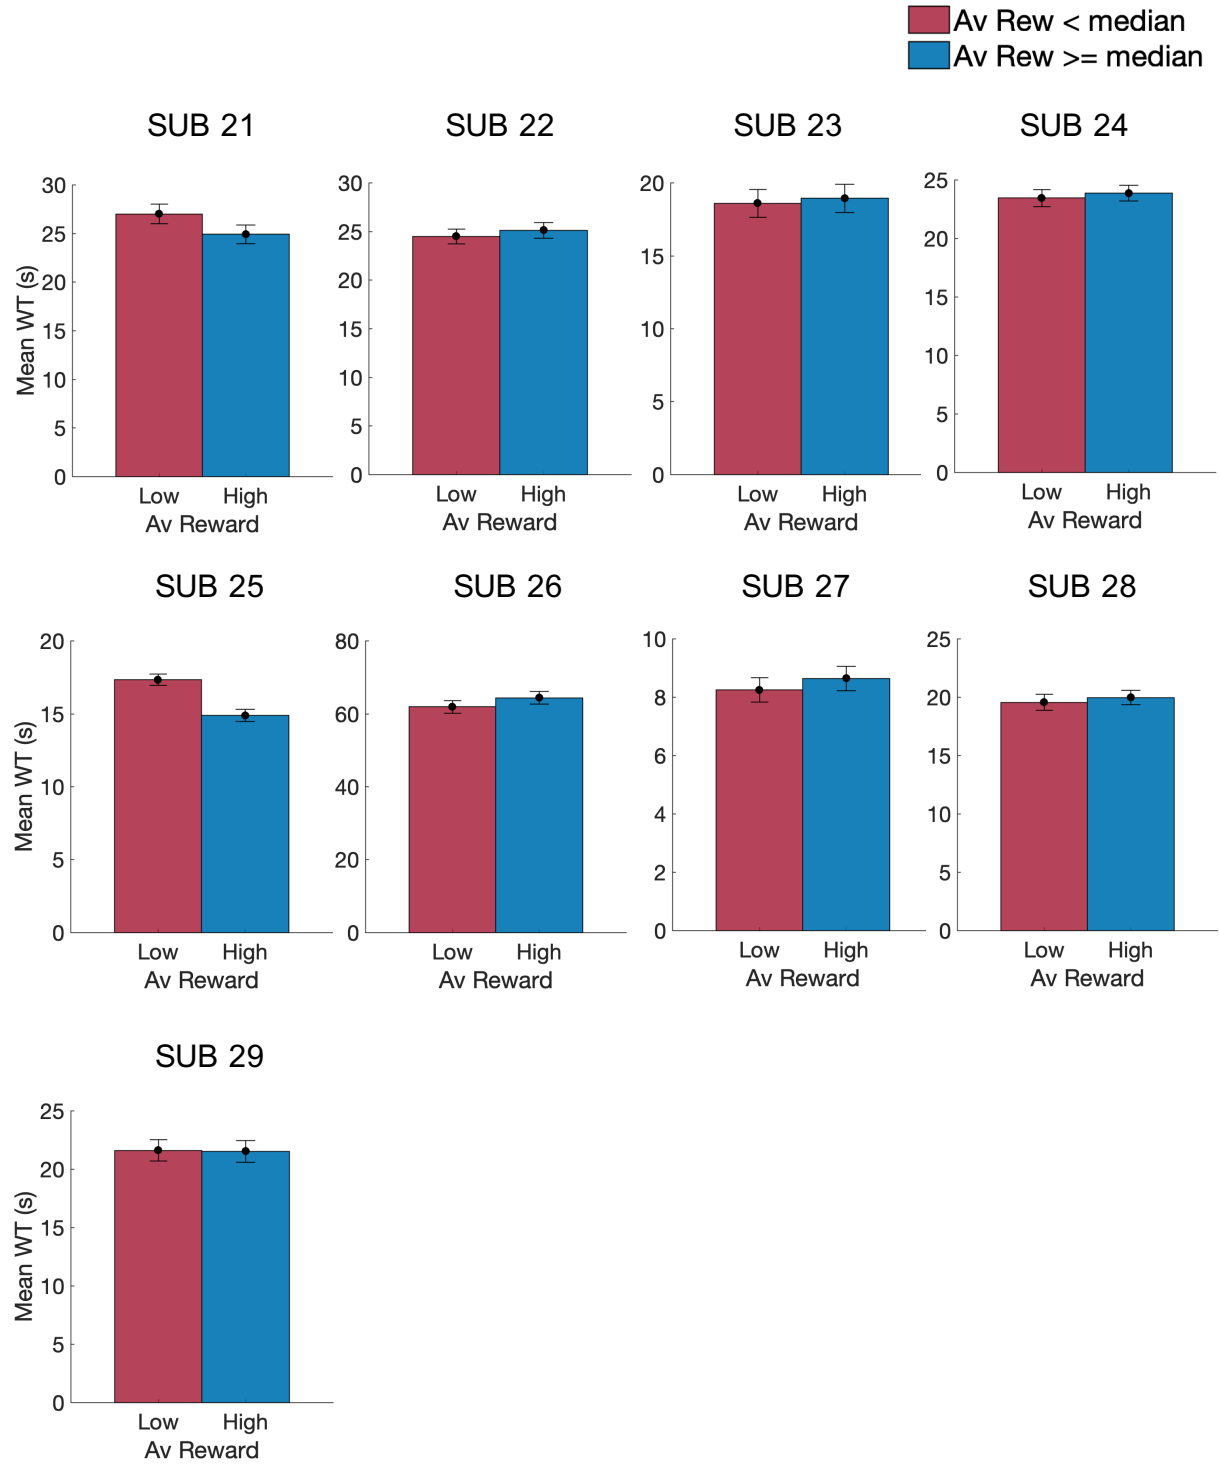 Av Rew < median
Av Rew >= median
SUB 21
SUB 22
SUB 23
SUB 24
Mean WT (s)
30
25
20
15
10
5
0
Low High
Av Reward
30
25
20
15
10
5
0
Low High
Av Reward
20
15
10
5
0
Low High
Av Reward
25
20
15
10
5
0
Low High
Av Reward
SUB 25
SUB 26
SUB 27
SUB 28
Mean WT (s)
20
15
10
5
0
Low High
Av Reward
80
60
40
20
0
Low High
Av Reward
10
8
6
4
2
0
Low High
Av Reward
25
20
15
10
5
0
Low High
Av Reward
SUB 29
Mean WT (s)
25
20
15
10
5
0
Low High
Av Reward